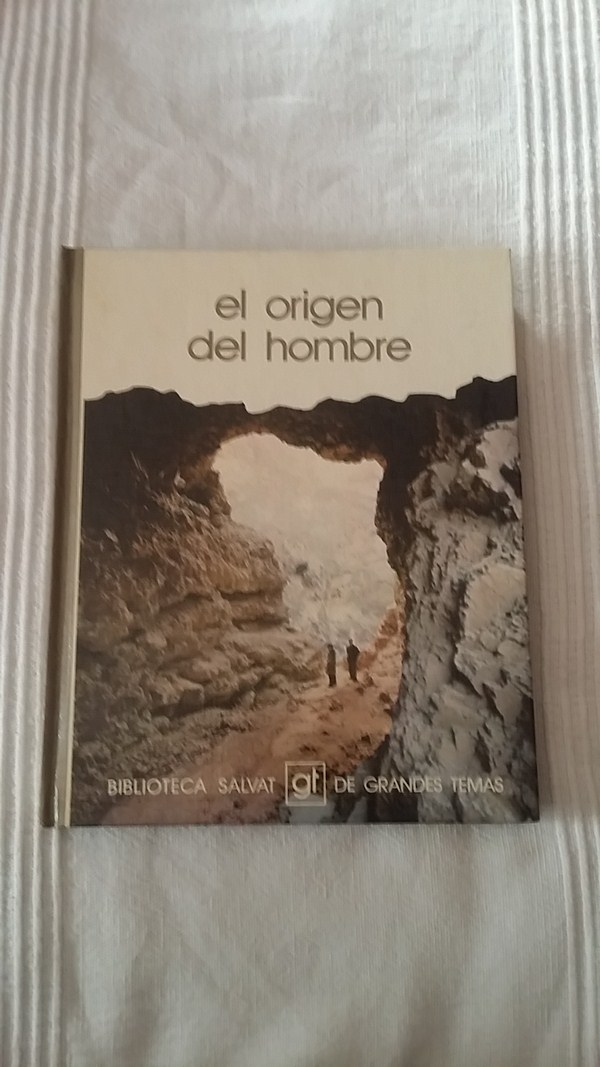 el origen
del hombre
BIBLIOTECA SALVAT gt DE GRANDES TEMAS